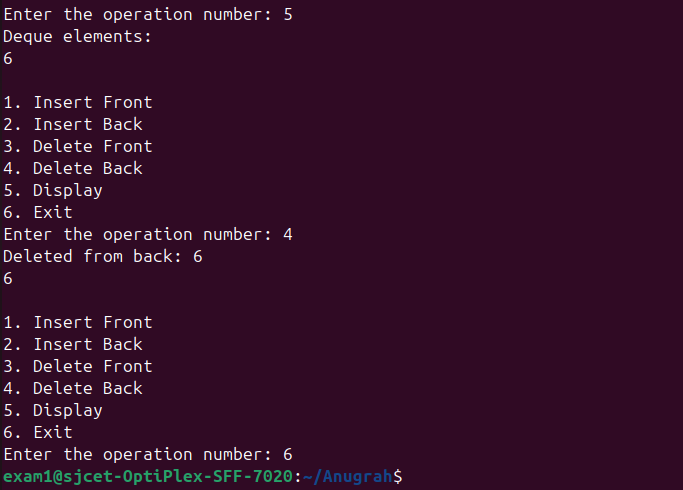 Enter the operation number: 5
Deque elements:
6

1. Insert Front
2. Insert Back
3. Delete Front
4. Delete Back
5. Display
6. Exit
Enter the operation number: 4
Deleted from back: 6
6

1. Insert Front
2. Insert Back
3. Delete Front
4. Delete Back
5. Display
6. Exit
Enter the operation number: 6
exam1@sjcet-OptiPlex-SFF-7020:~/Anugrah$